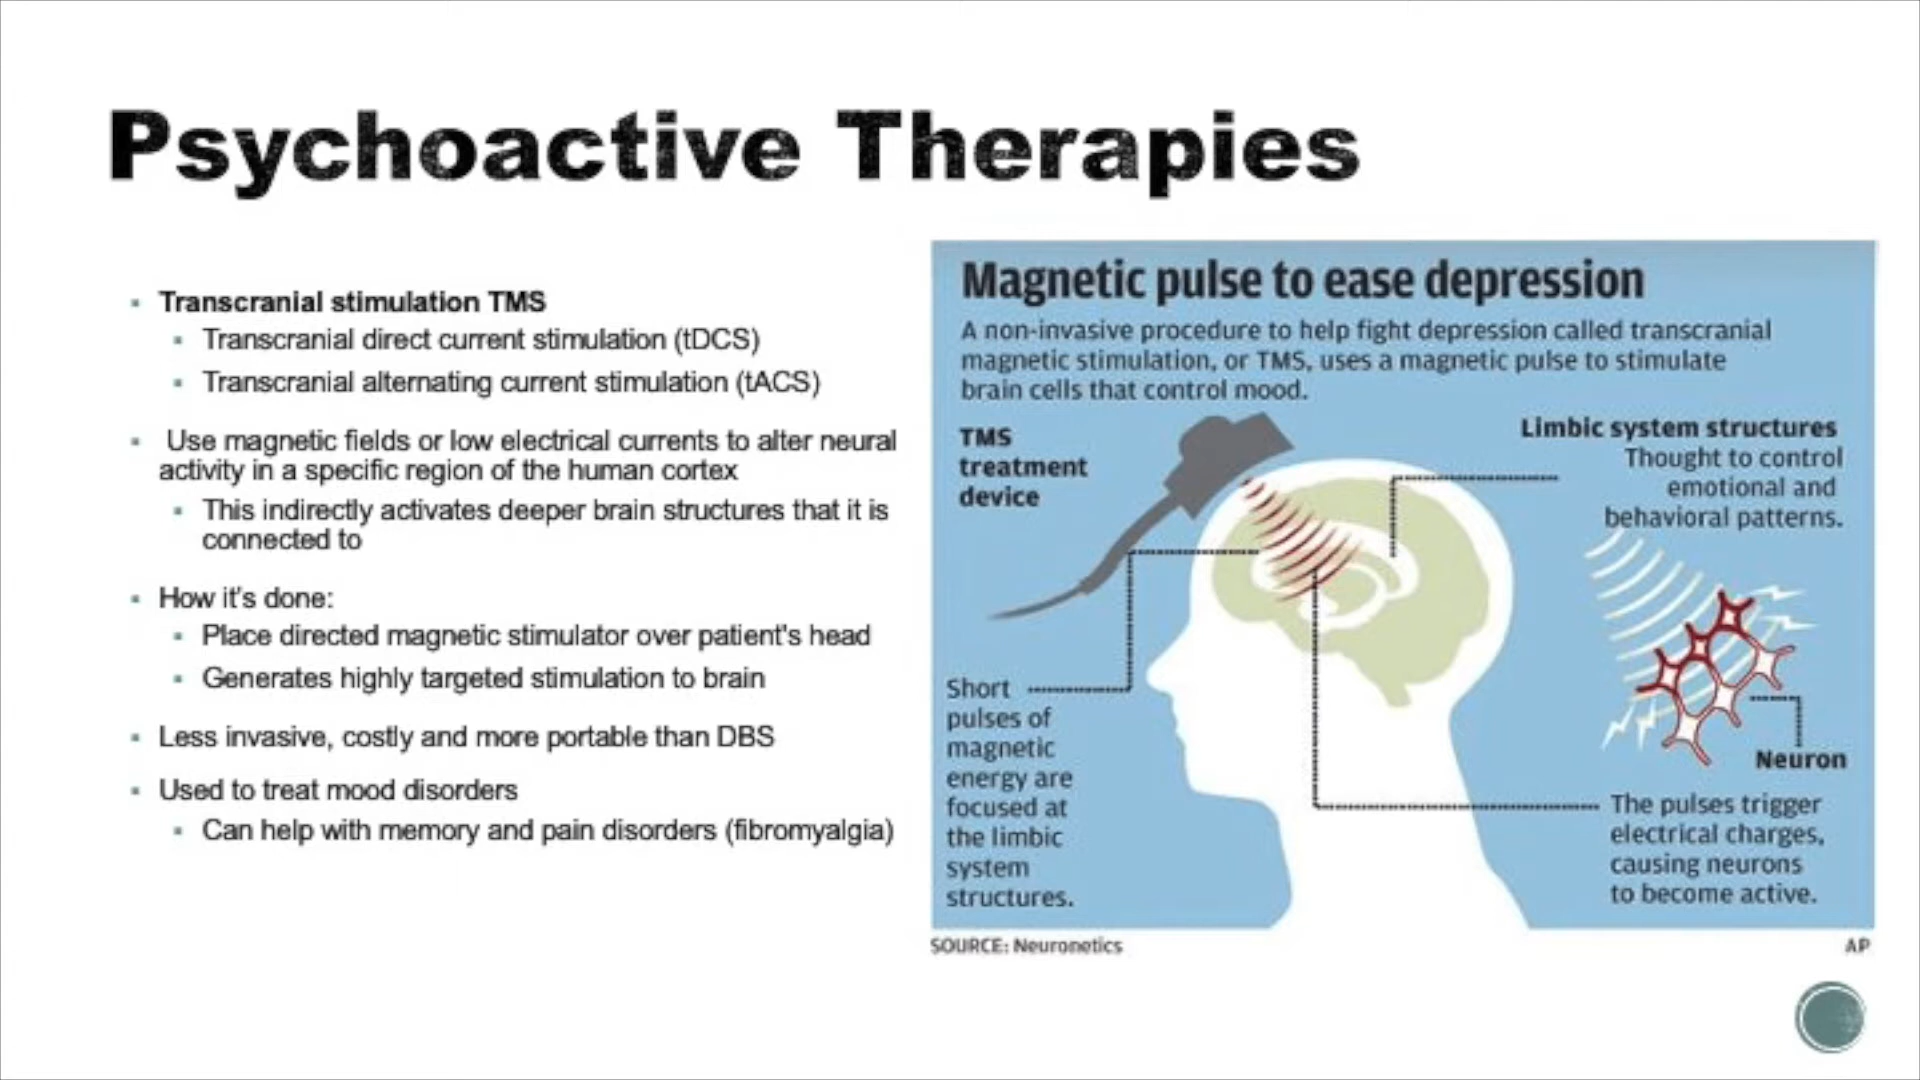 Psychoactive Therapies
Transcranial stimulation TMS
Transcranial direct current stimulation (tDCS)
Transcranial alternating current stimulation (tACS)
Use magnetic fields or low electrical currents to alter neural
activity in a specific region of the human cortex
This indirectly activates deeper brain structures that it is
connected to
How it's done:
Place directed magnetic stimulator over patient's head
Generates highly targeted stimulation to brain
Less invasive, costly and more portable than DBS
Used to treat mood disorders
Can help with memory and pain disorders (fibromyalgia)
Magnetic pulse to ease depression
A non-invasive procedure to help fight depression called transcranial
magnetic stimulation, or TMS, uses a magnetic pulse to stimulate
brain cells that control mood.
TMS
treatment
device
Limbic system structures
Thought to control
emotional and
behavioral patterns.
Short
pulses of
magnetic
energy are
focused at
the limbic
system
structures.
Neuron
The pulses trigger
electrical charges,
causing neurons
to become active.
SOURCE: Neuronetics
AP